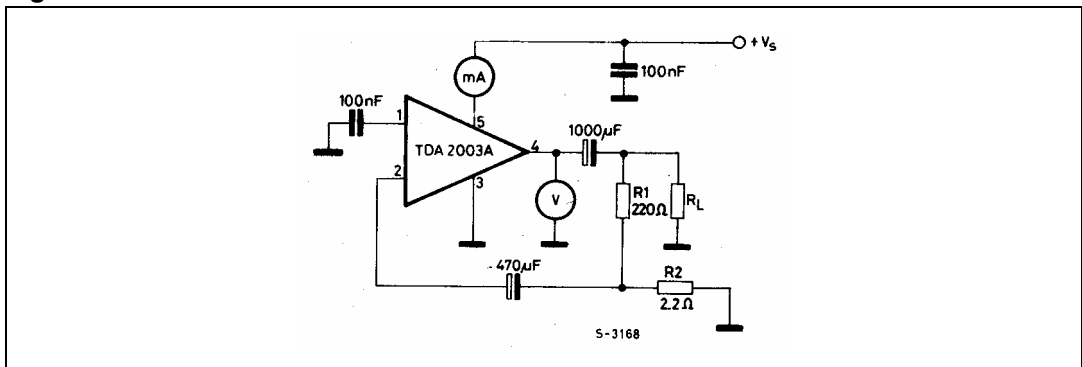 + Vs
mA
100nF
100nF
1
5
1000µF
TDA 2003A
4
2
3
V
R1
220Ω
RL
470µF
R2
2.2Ω
S-3168